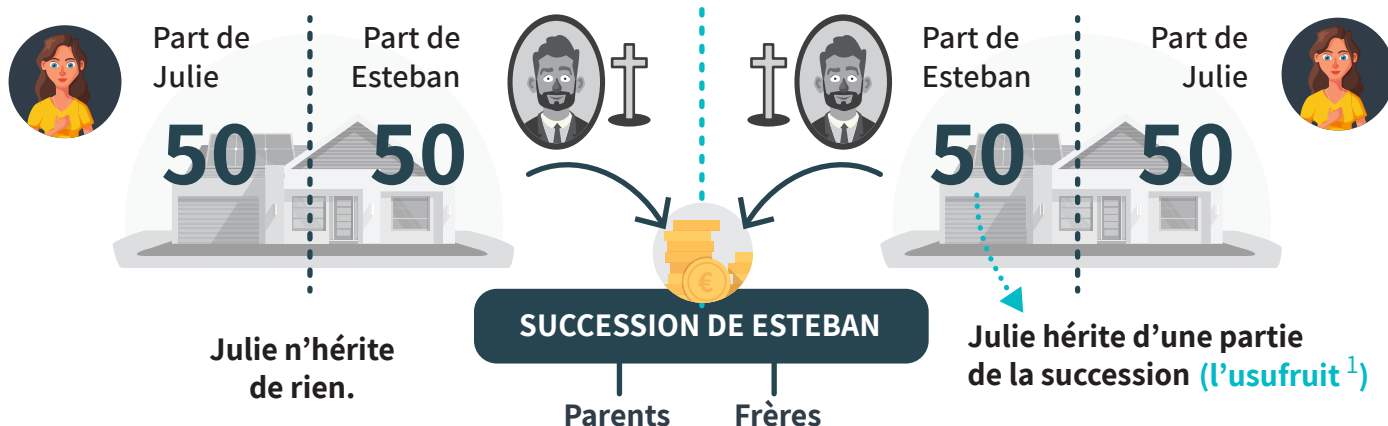 Part de
Julie
Part de
Esteban
50
50
Part de
Esteban
Part de
Julie
50
50
€
SUCCESSION DE ESTEBAN
Julie n’hérite
de rien.
Julie hérite d’une partie
de la succession (l’usufruit 1)
Parents
Frères